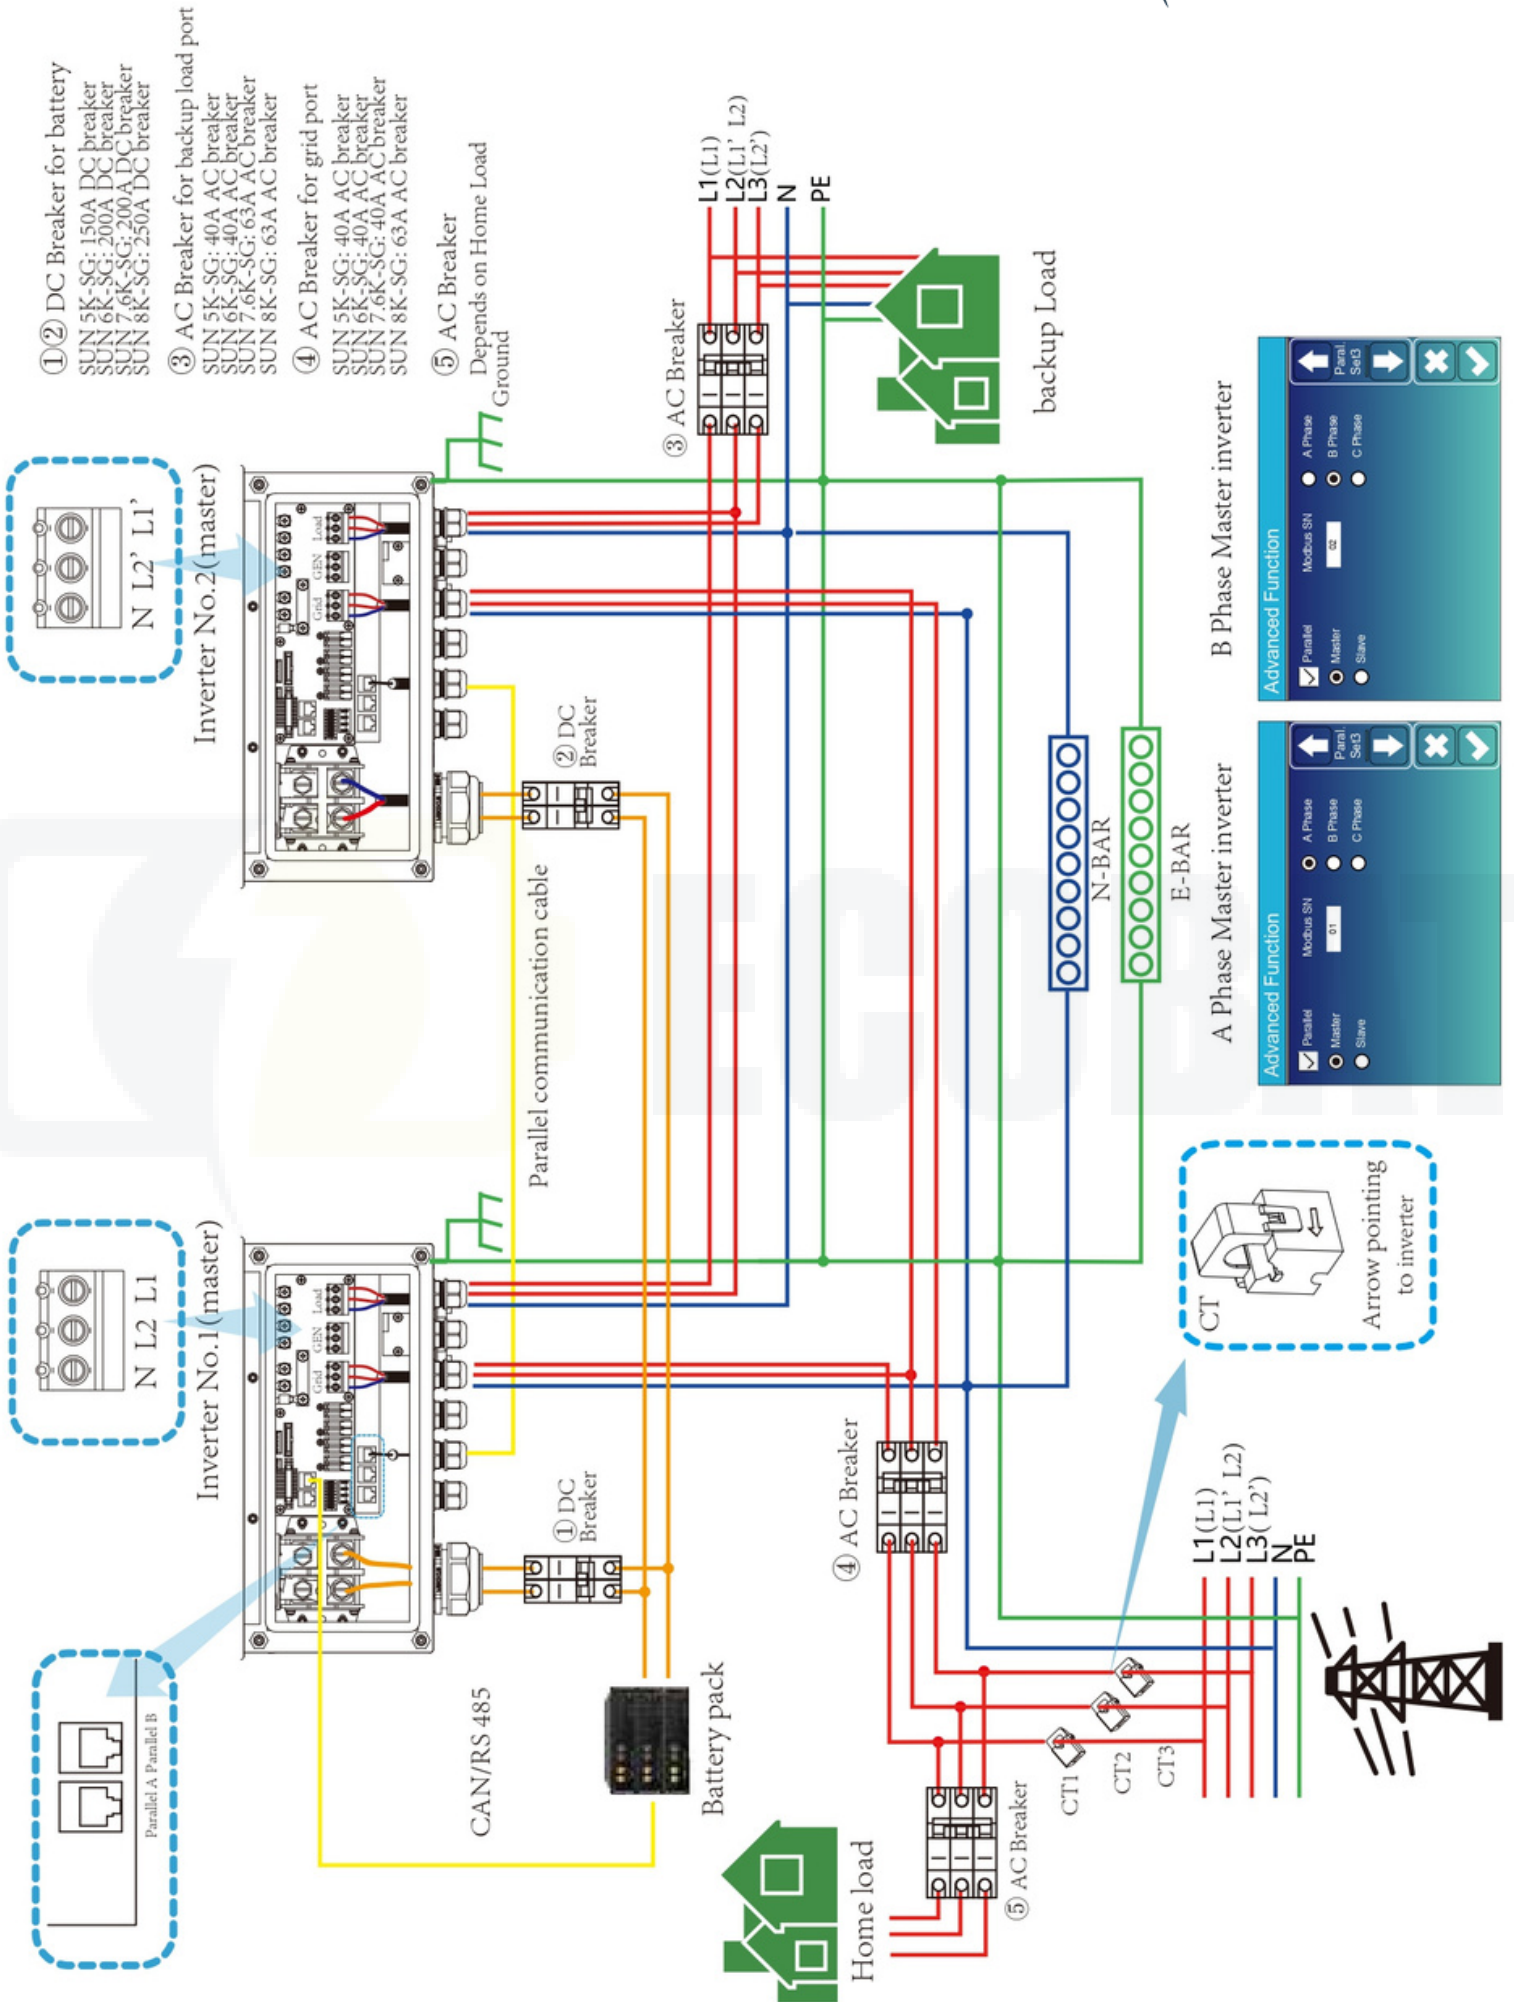 ①② DC Breaker for battery
SUN 5K-SG: 150A DC breaker
SUN 6K-SG: 200A DC breaker
SUN 7.6K-SG: 200A DC breaker
SUN 8K-SG: 250A DC breaker
③ AC Breaker for backup load port
SUN 5K-SG: 40A AC breaker
SUN 6K-SG: 40A AC breaker
SUN 7.6K-SG: 63A AC breaker
SUN 8K-SG: 63A AC breaker
④ AC Breaker for grid port
SUN 5K-SG: 40A AC breaker
SUN 6K-SG: 40A AC breaker
SUN 7.6K-SG: 40A AC breaker
SUN 8K-SG: 63A AC breaker
⑤ AC Breaker
Depends on Home Load
Parallel A Parallel B
N L2 L1
N L2' L1'
Inverter No.1(master)
Inverter No.2(master)
Grid
GEN
Load
Grid
GEN
Load
Ground
CAN/RS 485
Battery pack
① DC
Breaker
② DC
Breaker
Parallel communication cable
③ AC Breaker
L1(L1)
L2(L1' L2)
L3(L2')
N
PE
backup Load
Home load
④ AC Breaker
⑤ AC Breaker
N-BAR
E-BAR
CT1
CT2
CT3
L1(L1)
L2(L1' L2)
L3( L2')
N
PE
CT
Arrow pointing
to inverter
A Phase Master inverter
Advanced Function
Parallel
Modbus SN
A Phase
Master
01
B Phase
Slave
C Phase
Paral.
Set3
B Phase Master inverter
Advanced Function
Parallel
Modbus SN
A Phase
Master
02
B Phase
Slave
C Phase
Paral.
Set3